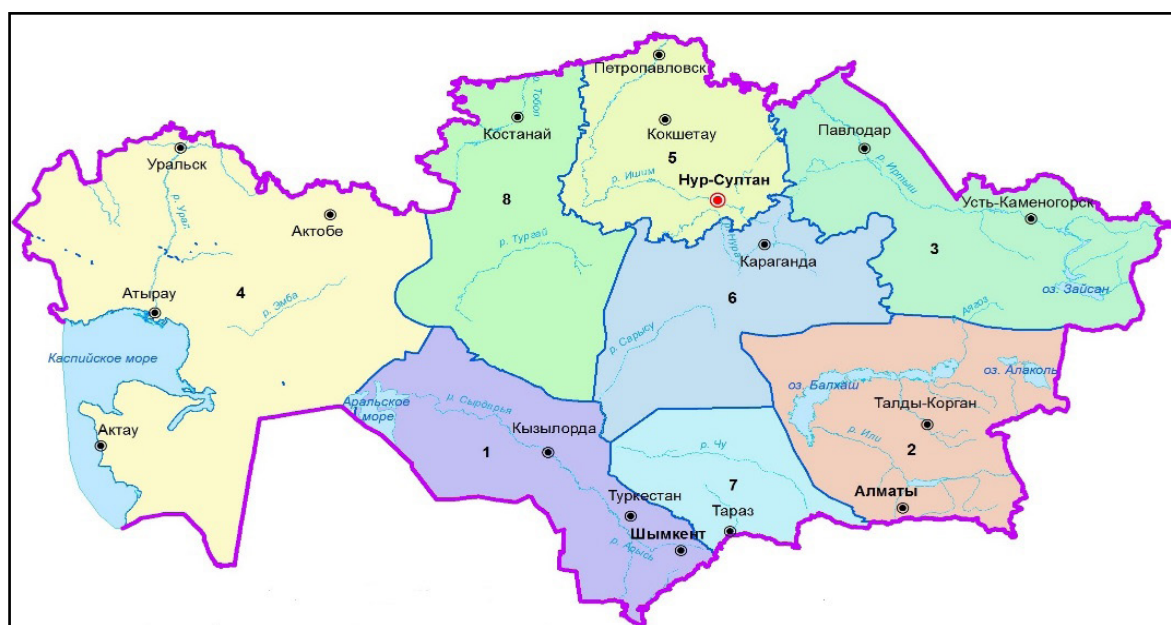 Петропавловск
р. Тобол
Костанай
Кокшетау
Павлодар
Уральск
5
р. Иртыш
р. Ишим
Нур-Султан
Усть-Каменогорск
р. Урал
Актобе
8
р. Нура
Караганда
р. Тургай
3
оз. Зайсан
Атырау
4
р. Эмба
6
р. Аягоз
р. Сарысу
Каспийское море
оз. Балхаш
оз. Алаколь
Аральское
море
р. Сырдарья
Талды-Корган
Актау
Кызылорда
1
р. Чу
р. Или
2
7
Туркестан
Алматы
Тараз
Шымкент
р. Арысь